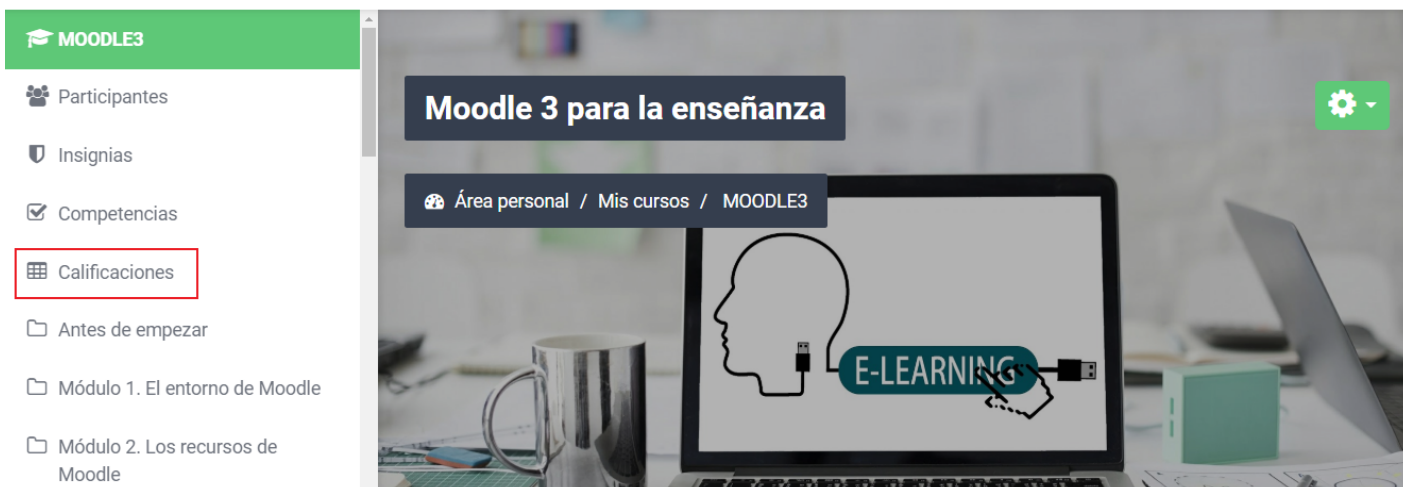 MOODLE3
Participantes
Insignias
Competencias
Calificaciones
Antes de empezar
Módulo 1. El entorno de Moodle
Módulo 2. Los recursos de
Moodle
Moodle 3 para la enseñanza
Área personal / Mis cursos / MOODLE3
E-LEARNING